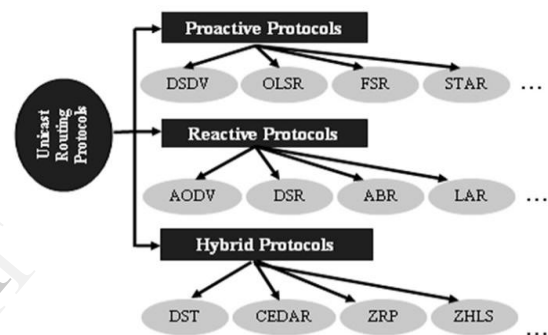 Proactive Protocols
DSDV OLSR FSR STAR ...
Unicast
Routing
Protocols
Reactive Protocols
AODV DSR ABR LAR ...
Hybrid Protocols
DST CEDAR ZRP ZHLS ...